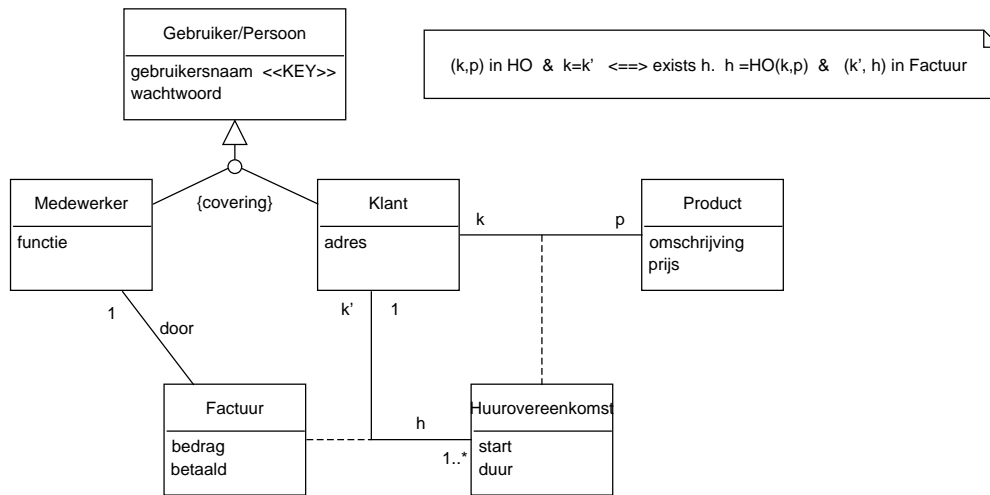 Gebruiker/Persoon
gebruikersnaam <<KEY>>
wachtwoord
(k,p) in HO & k=k' <==> exists h. h =HO(k,p) & (k', h) in Factuur
Medewerker
functie
{covering}
Klant
adres
k
p
Product
omschrijving
prijs
1
door
k'
1
Factuur
bedrag
betaald
h
1..*
Huurovereenkomst
start
duur